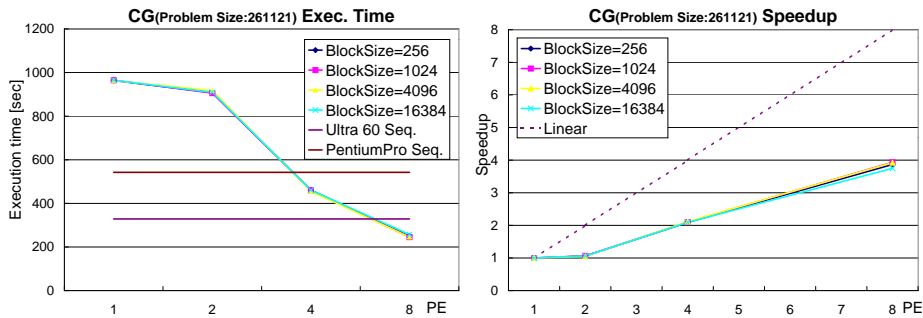 CG(Problem Size:261121) Exec. Time
1200
1000
800
600
400
200
0
Execution time [sec]
BlockSize=256
BlockSize=1024
BlockSize=4096
BlockSize=16384
Ultra 60 Seq.
PentiumPro Seq.
1 2 4 8 PE
CG(Problem Size:261121) Speedup
8
7
6
5
4
3
2
1
0
Speedup
BlockSize=256
BlockSize=1024
BlockSize=4096
BlockSize=16384
Linear
1 2 3 4 5 6 7 8 PE